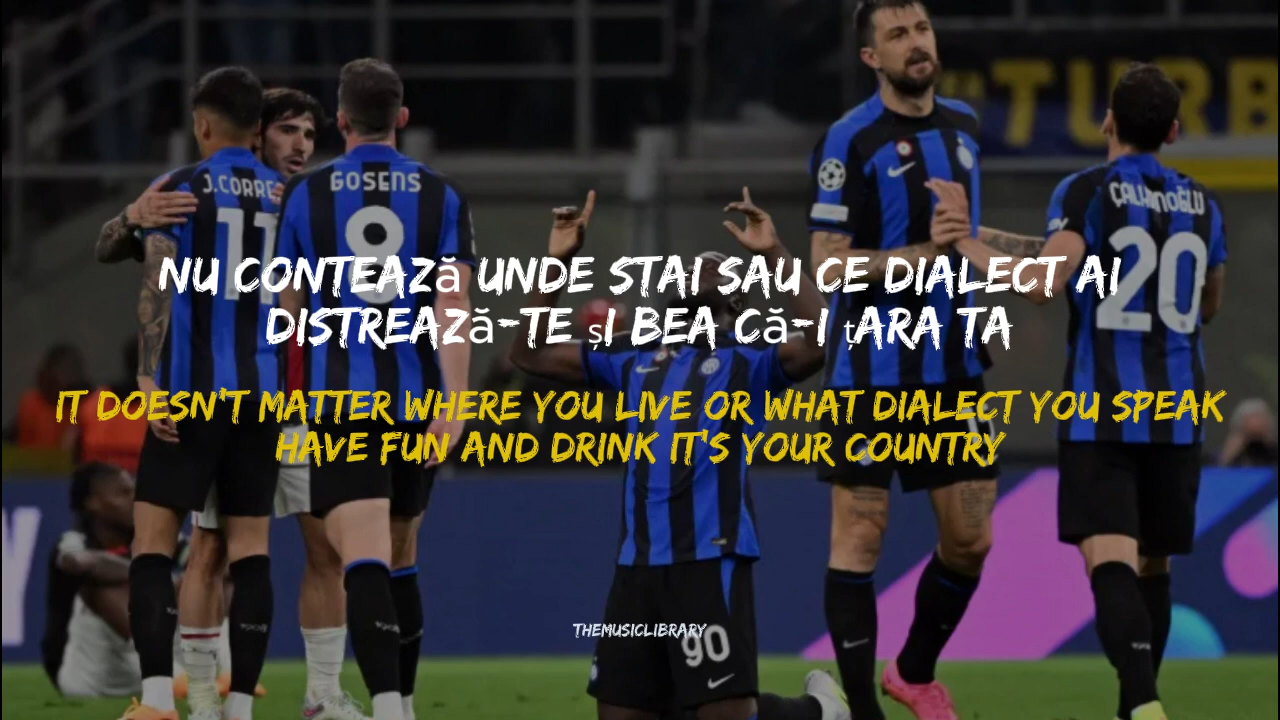 "TURB
J.CORRE
GOSENS
ÇALHANOĞLU
11
8
20
NU CONTEAZă UNDE STAI SAU CE DIALECT AI
DISTREAZă-TE șI BEA Că-I țARA TA
IT DOESN'T MATTER WHERE YOU LIVE OR WHAT DIALECT YOU SPEAK
HAVE FUN AND DRINK IT'S YOUR COUNTRY
THEMUSICLIBRARY
90